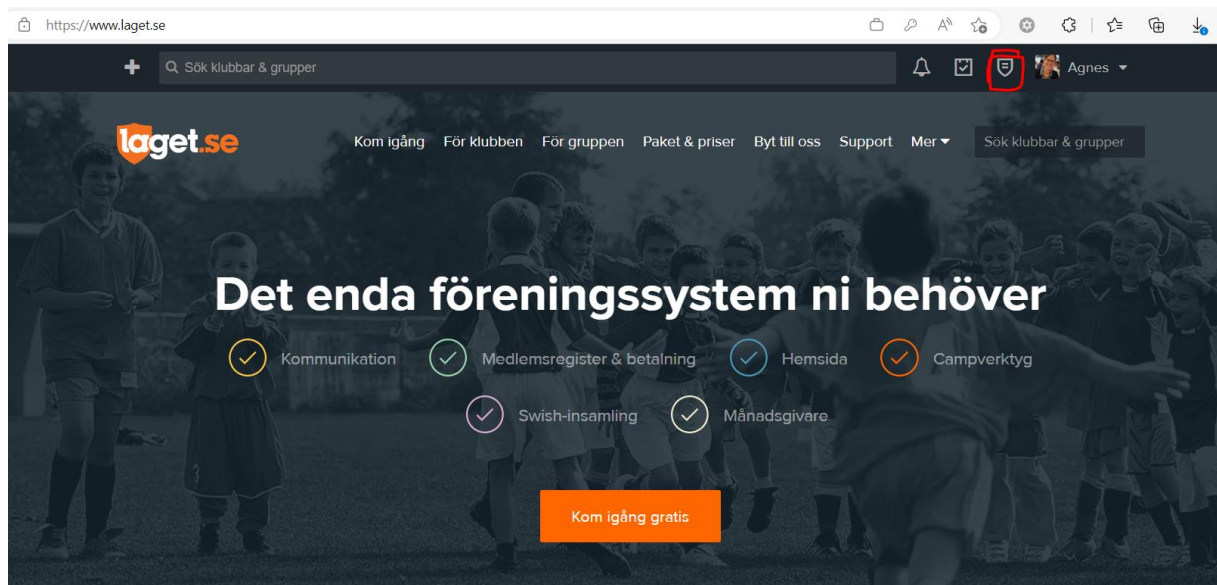 https://www.laget.se
Sök klubbar & grupper
Agnes
laget.se
Kom igång För klubben För gruppen Paket & priser Byt till oss Support Mer Sök klubbar & grupper
Det enda föreningssystem ni behöver
Kommunikation Medlemsregister & betalning Hemsida Campverktyg
Swish-insamling Månadsgivare
Kom igång gratis